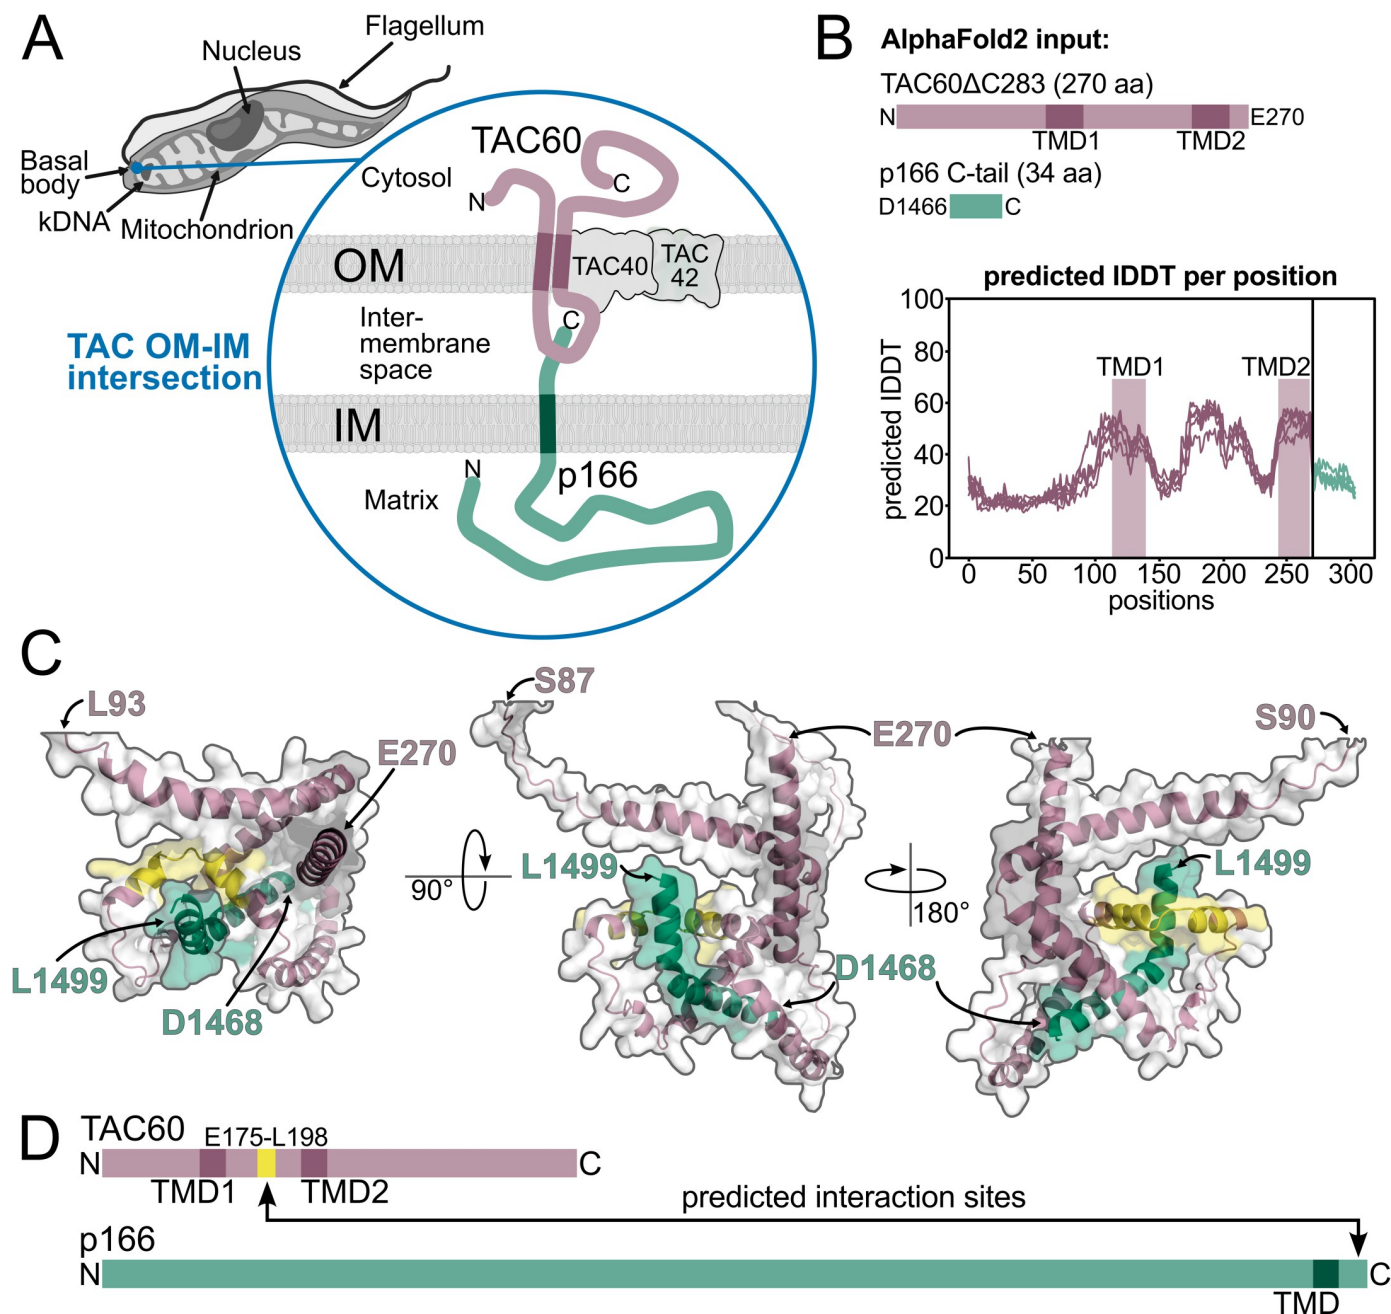 A
Flagellum
Nucleus
Basal
body
kDNA
Mitochondrion
TAC60
Cytosol
N
C
OM
TAC40
TAC
42
Inter-
membrane
space
C
TAC OM-IM
intersection
IM
N
p166
Matrix
B
AlphaFold2 input:
TAC60ΔC283 (270 aa)
N
E270
TMD1
TMD2
p166 C-tail (34 aa)
D1466
C
predicted lDDT per position
predicted lDDT
100
80
60
40
20
0
TMD1
TMD2
0 50 100 150 200 250 300
positions
C
L93
E270
L1499
D1468
90°
S87
E270
L1499
D1468
180°
S90
L1499
D
TAC60
E175-L198
N
C
TMD1
TMD2
predicted interaction sites
p166
N
C
TMD